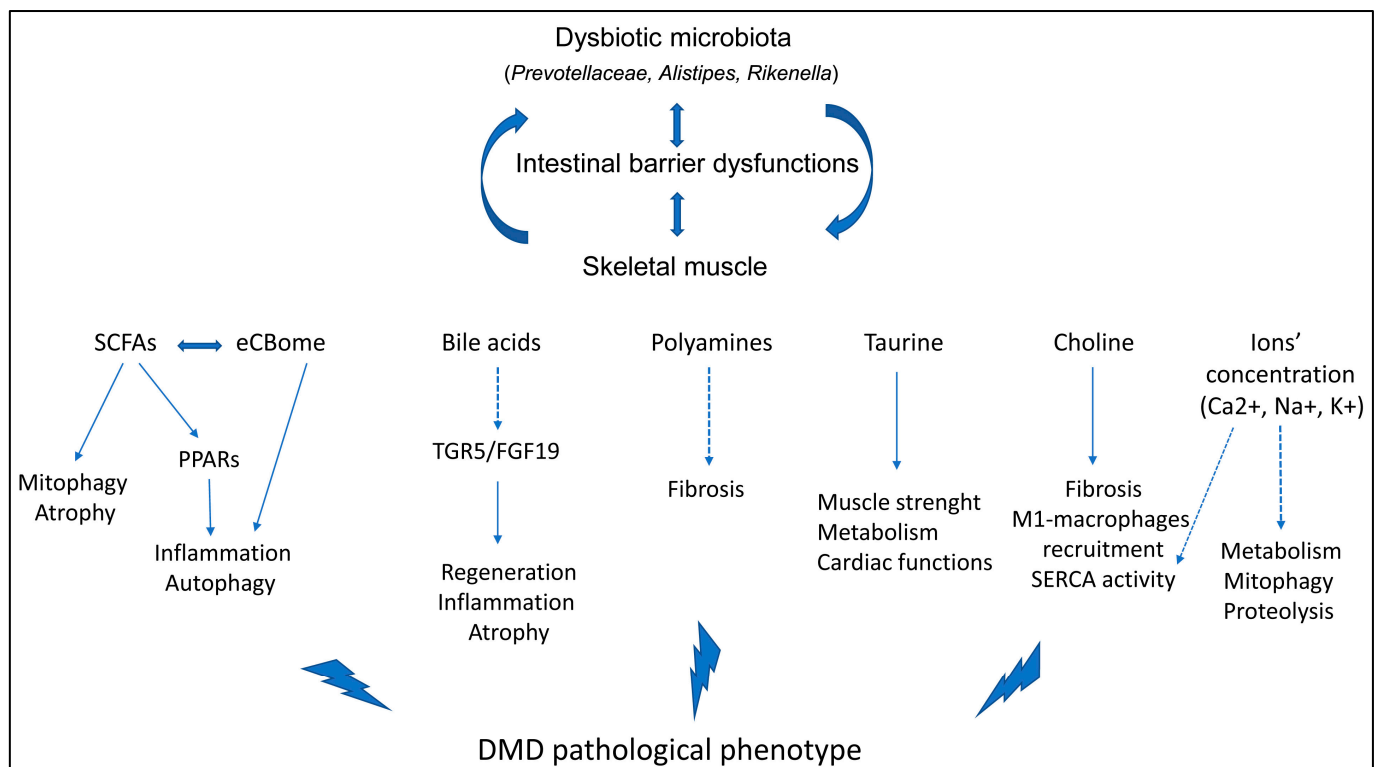 Dysbiotic microbiota
(Prevotellaceae, Alistipes, Rikenella)
Intestinal barrier dysfunctions
Skeletal muscle
SCFAs
eCBome
Bile acids
Polyamines
Taurine
Choline
Ions'
concentration
(Ca2+, Na+, K+)
Mitophagy
Atrophy
PPARs
Inflammation
Autophagy
TGR5/FGF19
Regeneration
Inflammation
Atrophy
Fibrosis
Muscle strenght
Metabolism
Cardiac functions
Fibrosis
M1-macrophages
recruitment
SERCA activity
Metabolism
Mitophagy
Proteolysis
DMD pathological phenotype